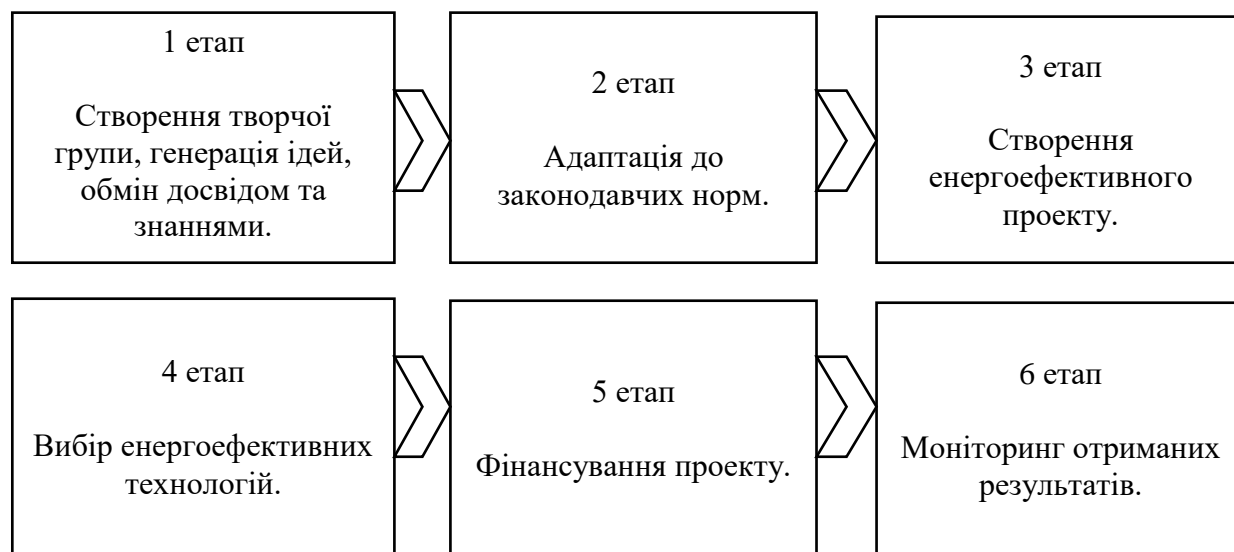 1 етап
Створення творчої
групи, генерація ідей,
обмін досвідом та
знаннями.
2 етап
Адаптація до
законодавчих норм.
3 етап
Створення
енергоефективного
проекту.
4 етап
Вибір енергоефективних
технологій.
5 етап
Фінансування проекту.
6 етап
Моніторинг отриманих
результатів.